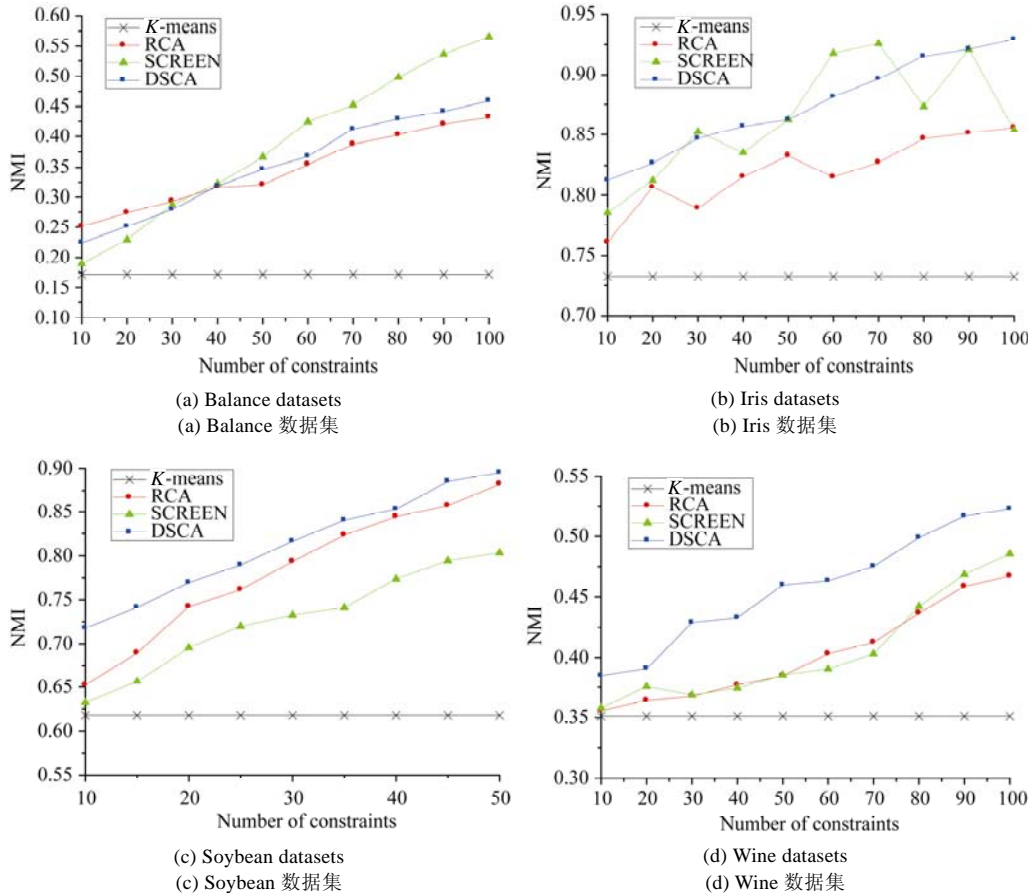 K-means
RCA
SCREEN
DSCA
NMI
0.60
0.55
0.50
0.45
0.40
0.35
0.30
0.25
0.20
0.15
0.10
10 20 30 40 50 60 70 80 90 100
Number of constraints
(a) Balance datasets
(a) Balance 数据集
K-means
RCA
SCREEN
DSCA
NMI
0.95
0.90
0.85
0.80
0.75
0.70
10 20 30 40 50 60 70 80 90 100
Number of constraints
(b) Iris datasets
(b) Iris 数据集
K-means
RCA
SCREEN
DSCA
NMI
0.90
0.85
0.80
0.75
0.70
0.65
0.60
0.55
10 20 30 40 50
Number of constraints
(c) Soybean datasets
(c) Soybean 数据集
K-means
RCA
SCREEN
DSCA
NMI
0.55
0.50
0.45
0.40
0.35
0.30
10 20 30 40 50 60 70 80 90 100
Number of constraints
(d) Wine datasets
(d) Wine 数据集